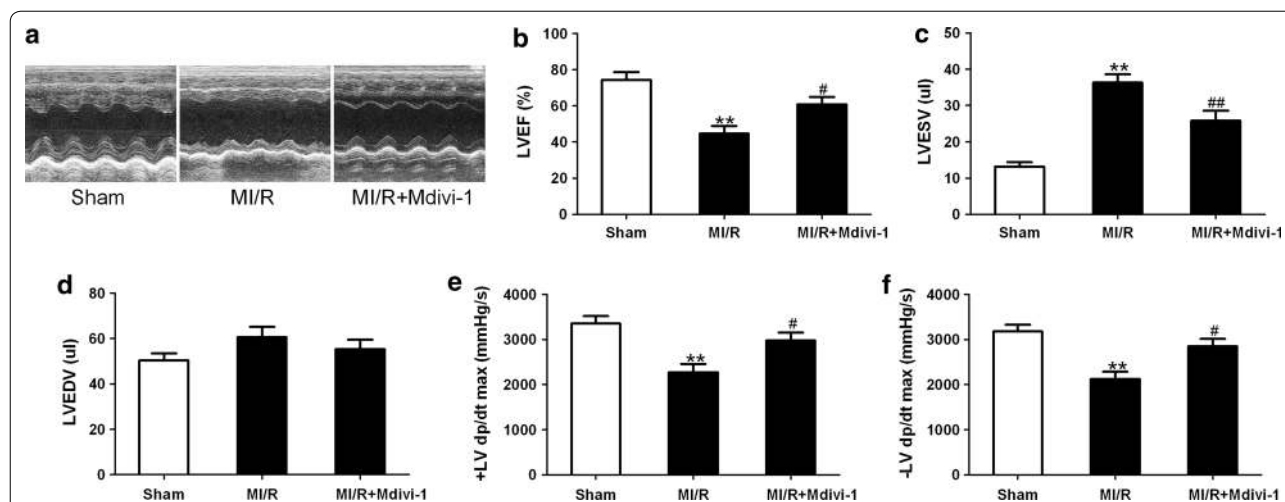 a
Sham
MI/R
MI/R+Mdivi-1
b
LVEF (%)
100
80
60
40
20
0
**
#
Sham
MI/R
MI/R+Mdivi-1
c
LVESV (ul)
50
40
30
20
10
0
**
##
Sham
MI/R
MI/R+Mdivi-1
d
LVEDV (ul)
80
60
40
20
0
Sham
MI/R
MI/R+Mdivi-1
e
+LV dp/dt max (mmHg/s)
4000
3000
2000
1000
0
**
#
Sham
MI/R
MI/R+Mdivi-1
f
-LV dp/dt max (mmHg/s)
4000
3000
2000
1000
0
**
#
Sham
MI/R
MI/R+Mdivi-1